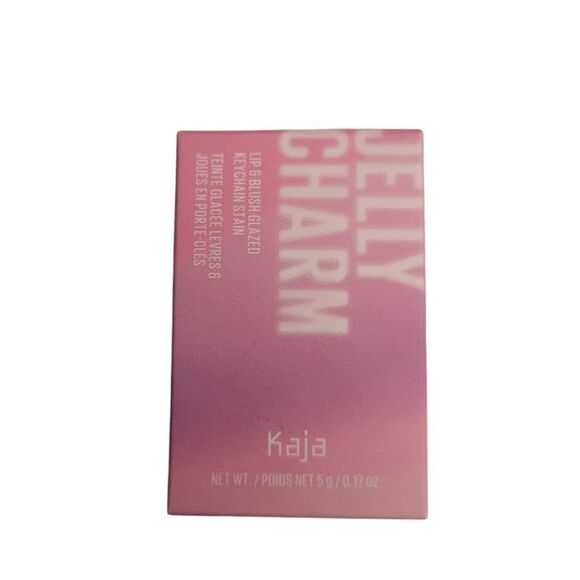 JELLY
CHARM
LIP & BLUSH GLAZED
KEYCHAIN STAIN
TEINTE GLACÉE LEVRES &
JOUES EN PORTE-CLÉS
Kaja
NET WT. / POIDS NET 5 g / 0.17 oz.